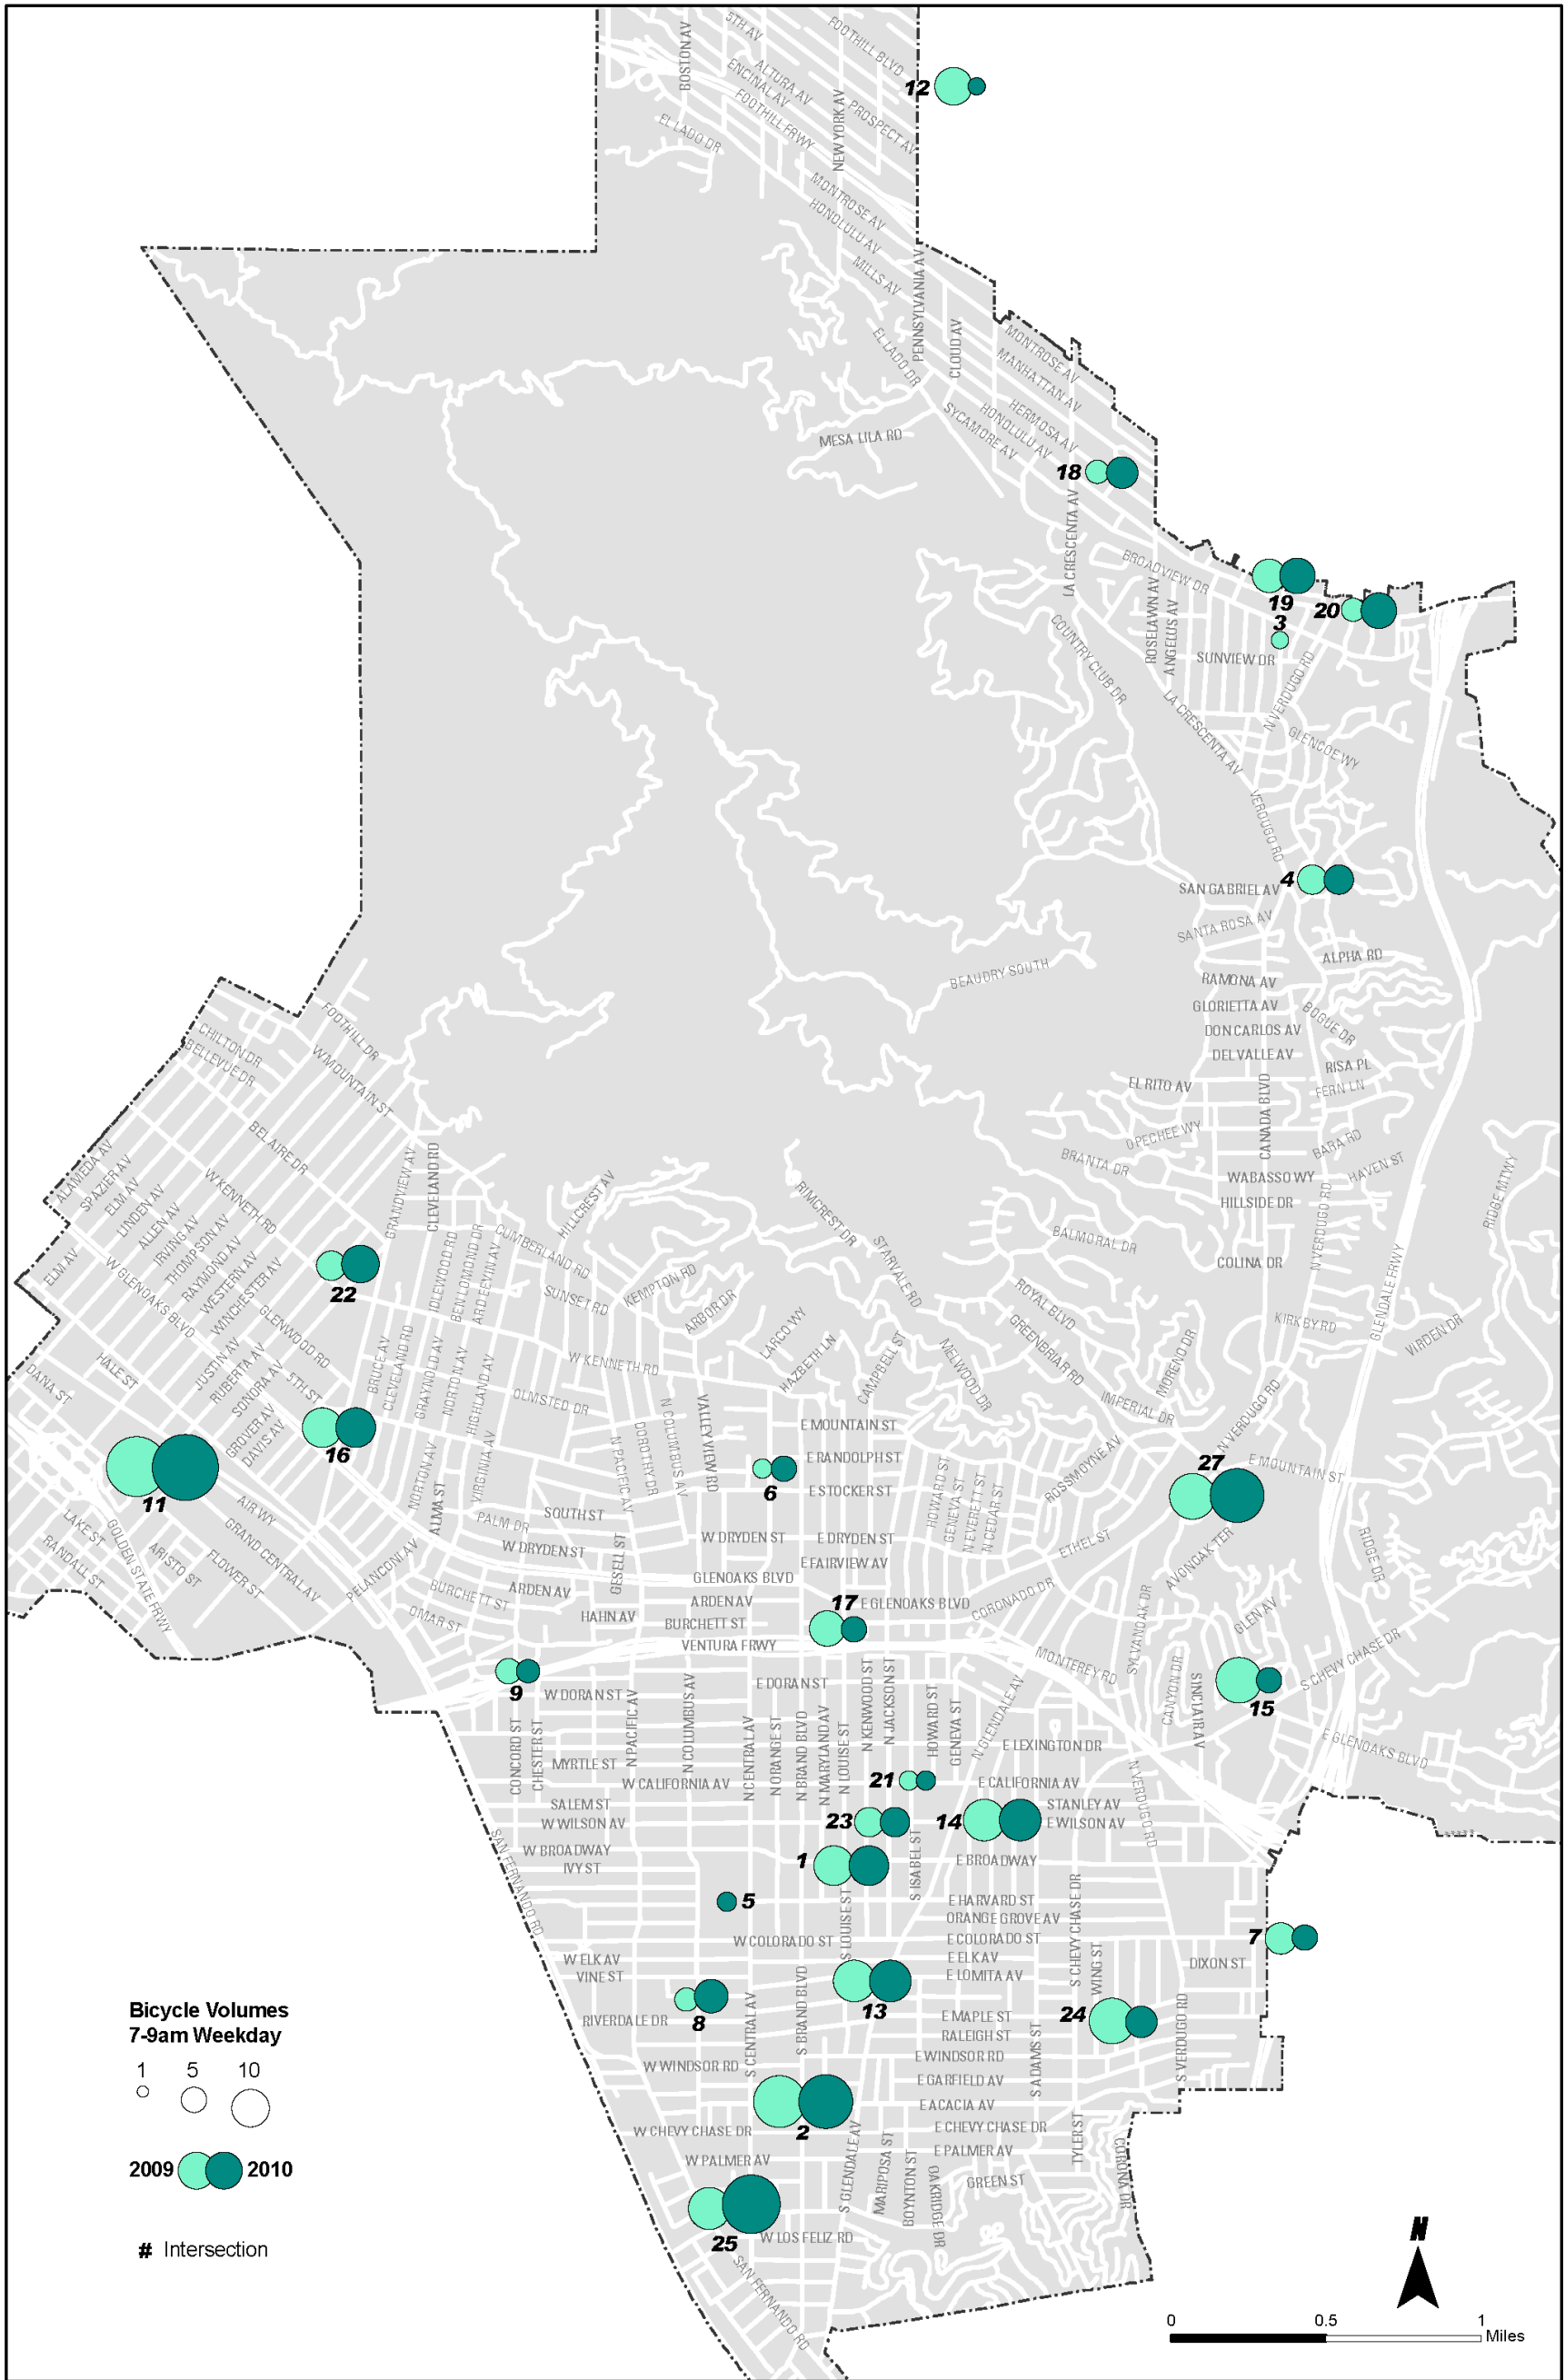 BOSTON AV
5TH AV
FOOTHILL BLVD
ALTURA AV
ENCINAL AV
FOOTHILL FRWY
PROSPECT AV
NEW YORK AV
EL LADO DR
12
MONTROSE AV
HONOLULU AV
MILLS AV
PENNSYLVANIA AV
CLOUD AV
EL LADO DR
MONTROSE AV
MANHATTAN AV
HERMOSA AV
HONOLULU AV
SYCAMORE AV
MESA LILA RD
18
LA CRESCENTA AV
BROADVIEW DR
19
20
3
ROSELAWN AV
ANGELUS AV
SUNVIEW DR
COUNTRY CLUB DR
N VERDUGO RD
LA CRESCENTA AV
GLENCOE WY
VERDUGO RD
4
SAN GABRIEL AV
SANTA ROSA AV
ALPHA RD
BEAUDRY SOUTH
RAMONA AV
GLORIETTA AV
BOGUE DR
DON CARLOS AV
DEL VALLE AV
RISA PL
EL RITO AV
FERN LN
CANADA BLVD
OPECHEE WY
BARA RD
BRANTA DR
HAVEN ST
WABASSO WY
HILLSIDE DR
RIDGE MTWY
BALMORAL DR
N VERDUGO RD
COLINA DR
GLENDALE FRWY
KIRKBY RD
VIRDEN DR
FOOTHILL DR
CHILTON DR
BELLEVUE DR
W MOUNTAIN ST
BEL AIRE DR
ALAMEDA AV
SPAZIER AV
ELM AV
LINDEN AV
ALLEN AV
IRVING AV
THOMPSON AV
RAYMOND AV
WESTERN AV
WINCHESTER AV
W KENNETH RD
GRANDVIEW AV
CLEVELAND RD
HILLCREST AV
CUMBERLAND RD
RIMCREST DR
STARVALE RD
ELM AV
W GLENOAKS BLVD
22
IDLEWOOD RD
BEN LOMOND DR
ARD EEVIN AV
SUNSET RD
KEMPTON RD
ARBOR DR
ROYAL BLVD
GREENBRIAR RD
GLENWOOD RD
LARCO WY
HAZBETH LN
CAMPBELL ST
MELWOOD DR
MORENO DR
IMPERIAL DR
DANA ST
HALE ST
JUSTIN AV
RUBERTA AV
SONORA AV
GROVER AV
DAVIS AV
5TH ST
BRUCE AV
CLEVELAND RD
GRAYNOLD AV
NORTON AV
HIGHLAND AV
W KENNETH RD
OLMSTED DR
N PACIFIC AV
DOROTHY DR
N COLUMBUS AV
VALLEY VIEW RD
E MOUNTAIN ST
E RANDOLPH ST
E STOCKER ST
16
11
6
27
N VERDUGO RD
E MOUNTAIN ST
ROSSMOYNE AV
HOWARD ST
GENEVA ST
N EVERETT ST
N CEDAR ST
NORTON AV
ALMA ST
VIRGINIA AV
SOUTH ST
PALM DR
W DRYDEN ST
GESELL ST
W DRYDEN ST
E DRYDEN ST
E FAIRVIEW AV
ETHEL ST
AVONOAK TER
RIDGE DR
LAKE ST
RANDALL ST
GOLDEN STATE FRWY
ARISTO ST
FLOWER ST
AIR WY
GRAND CENTRAL AV
PELANCONI AV
BURCHETT ST
OMAR ST
ARDEN AV
GLENOAKS BLVD
ARDEN AV
HAHN AV
BURCHETT ST
VENTURA FRWY
17
E GLENOAKS BLVD
CORONADO DR
SYLVANOAK DR
GLEN AV
MONTEREY RD
CANYON DR
SINCLAIR AV
S CHEVY CHASE DR
15
E GLENOAKS BLVD
9
W DORAN ST
E DORAN ST
CONCORD ST
CHESTER ST
MYRTLE ST
N PACIFIC AV
N COLUMBUS AV
W CALIFORNIA AV
N CENTRAL AV
N ORANGE ST
N BRAND BLVD
N MARYLAND AV
N LOUISE ST
N KENWOOD ST
N JACKSON ST
HOWARD ST
GENEVA ST
N GLENDALE AV
E LEXINGTON DR
21
E CALIFORNIA AV
N VERDUGO RD
SALEM ST
W WILSON AV
23
14
STANLEY AV
E WILSON AV
W BROADWAY
IVY ST
1
S ISABEL ST
E BROADWAY
SAN FERNANDO RD
5
S LOUISE ST
E HARVARD ST
ORANGE GROVE AV
S CHEVY CHASE DR
W COLORADO ST
E COLORADO ST
7
W ELK AV
VINE ST
E ELK AV
E LOMITA AV
WING ST
DIXON ST
8
RIVERDALE DR
S CENTRAL AV
S BRAND BLVD
13
E MAPLE ST
RALEIGH ST
24
S ADAMS ST
S VERDUGO RD
W WINDSOR RD
E WINDSOR RD
E GARFIELD AV
E ACACIA AV
2
W CHEVY CHASE DR
E CHEVY CHASE DR
W PALMER AV
E PALMER AV
S GLENDALE AV
MARIPOSA ST
BOYNTON ST
OAKRIDGE DR
GREEN ST
TYLER ST
CORONA DR
25
W LOS FELIZ RD
SAN FERNANDO RD
Bicycle Volumes
7-9am Weekday
1 5 10
2009 2010
# Intersection
N
0 0.5 1
Miles